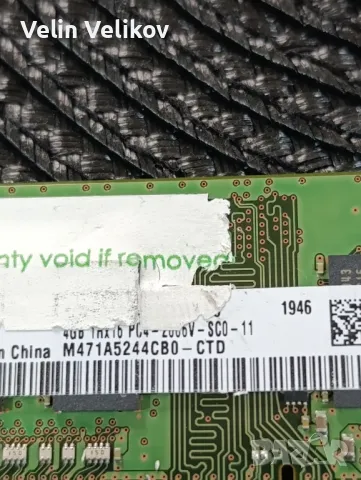 Velin Velikov
nty void if removed
1946
4GB 1Rx16 PC4-2666V-SC0-11
n China M471A5244CB0-CTD